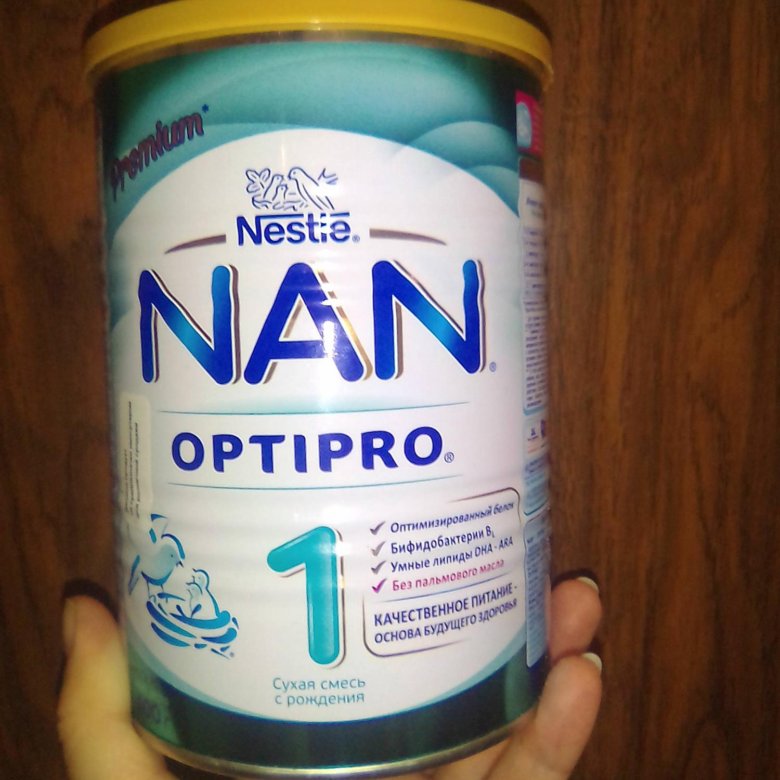 Premium*
Nestlé®
NAN®
OPTIPRO®
1
Оптимизированный белок
Бифидобактерии BL
Умные липиды DHA - ARA
Без пальмового масла
КАЧЕСТВЕННОЕ ПИТАНИЕ -
ОСНОВА БУДУЩЕГО ЗДОРОВЬЯ
Сухая смесь
с рождения